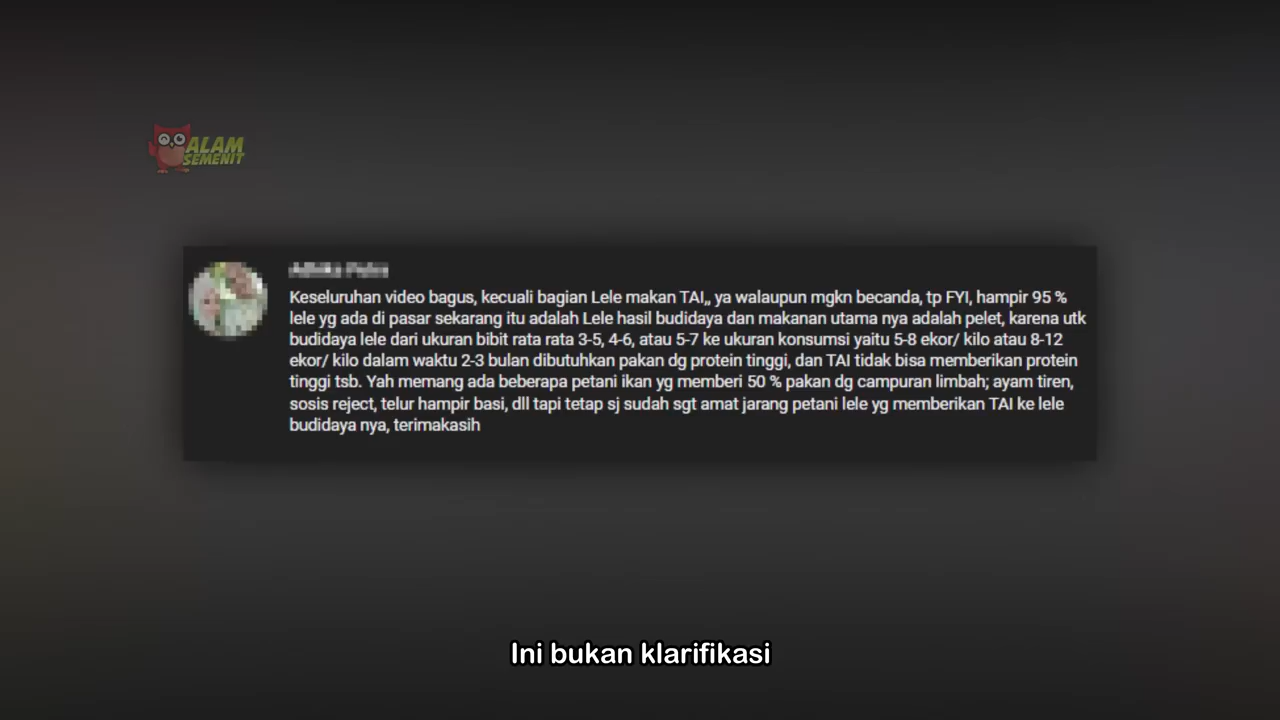 ALAM
SEMENIT
Keseluruhan video bagus, kecuali bagian Lele makan TAI,, ya walaupun mgkn becanda, tp FYI, hampir 95 %
lele yg ada di pasar sekarang itu adalah Lele hasil budidaya dan makanan utama nya adalah pelet, karena utk
budidaya lele dari ukuran bibit rata rata 3-5, 4-6, atau 5-7 ke ukuran konsumsi yaitu 5-8 ekor/ kilo atau 8-12
ekor/ kilo dalam waktu 2-3 bulan dibutuhkan pakan dg protein tinggi, dan TAI tidak bisa memberikan protein
tinggi tsb. Yah memang ada beberapa petani ikan yg memberi 50 % pakan dg campuran limbah; ayam tiren,
sosis reject, telur hampir basi, dll tapi tetap sj sudah sgt amat jarang petani lele yg memberikan TAI ke lele
budidaya nya, terimakasih
Ini bukan klarifikasi